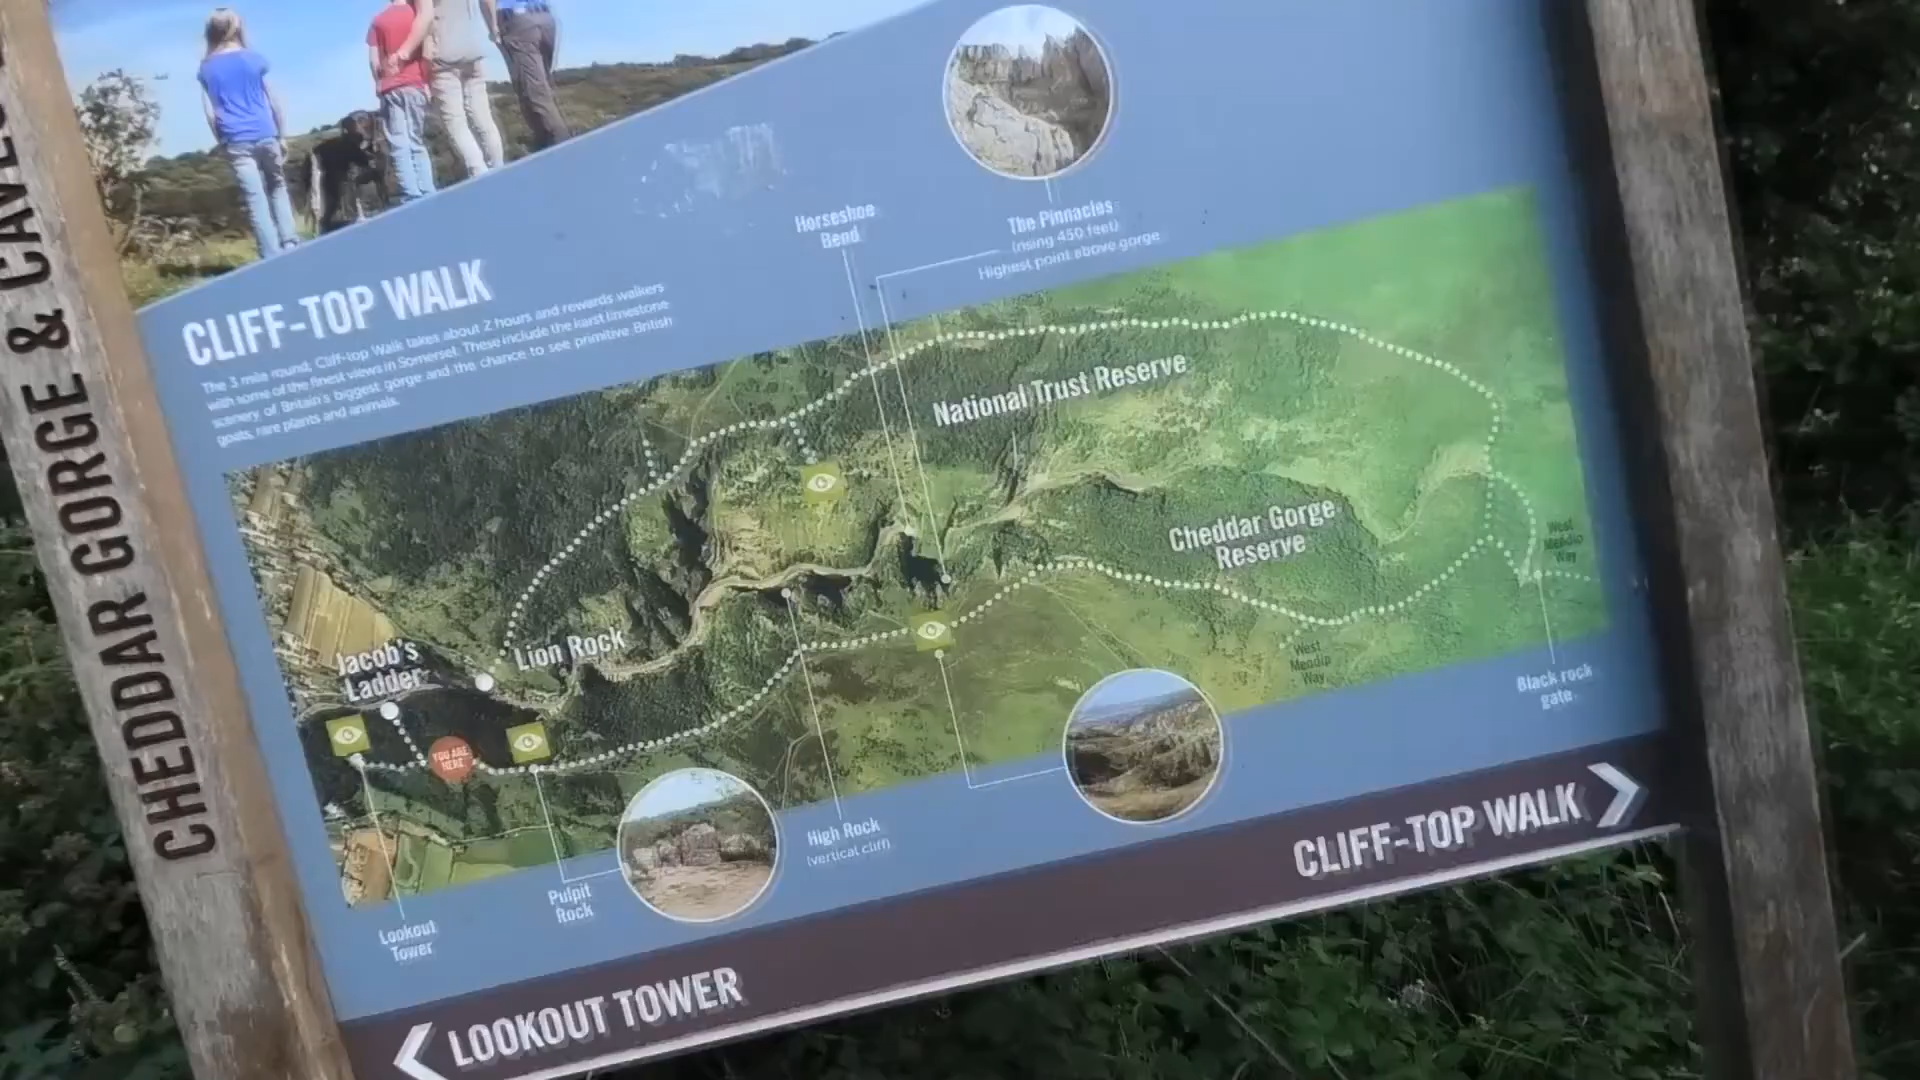 CHEDDAR GORGE & CAVES
CLIFF-TOP WALK
The 3 mile round, Cliff-top Walk takes about 2 hours and rewards walkers
with some of the finest views in Somerset. These include the karst limestone
scenery of Britain's biggest gorge and the chance to see primitive British
goats, rare plants and animals.
Horseshoe
Bend
The Pinnacles
(rising 450 feet)
Highest point above gorge
National Trust Reserve
Cheddar Gorge
Reserve
West
Mendip
Way
Lion Rock
Jacob's
Ladder
YOU ARE
HERE
West
Mendip
Way
Black rock
gate
High Rock
(vertical cliff)
Pulpit
Rock
Lookout
Tower
CLIFF-TOP WALK
LOOKOUT TOWER